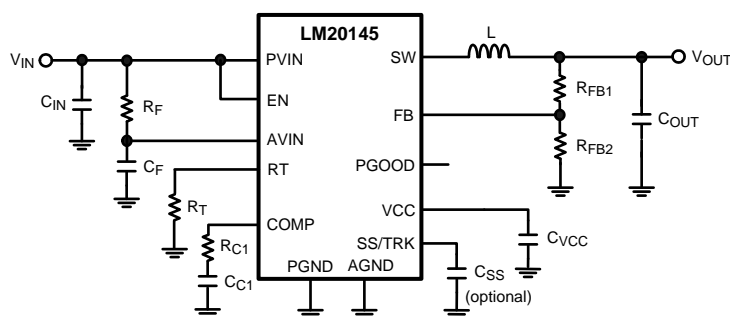 LM20145
VIN
PVIN
SW
L
VOUT
CIN
RF
EN
RFB1
COUT
AVIN
FB
CF
RFB2
RT
PGOOD
RT
COMP
VCC
RC1
SS/TRK
CVCC
CC1
PGND
AGND
CSS
(optional)